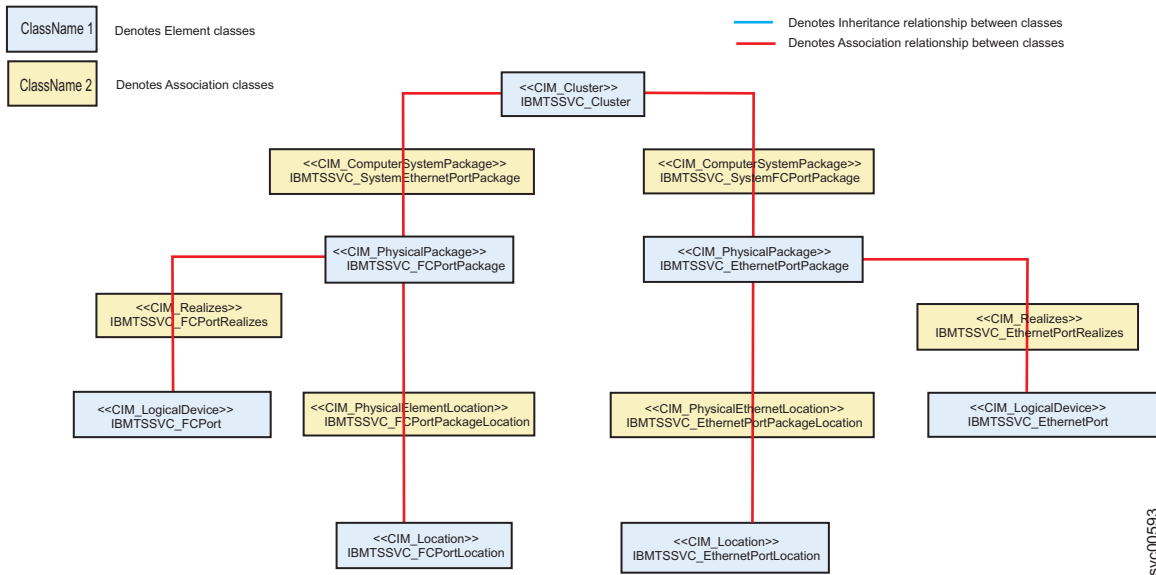 ClassName 1
Denotes Element classes
Denotes Inheritance relationship between classes
Denotes Association relationship between classes
ClassName 2
Denotes Association classes
<<CIM_Cluster>>
IBMTSSVC_Cluster
<<CIM_ComputerSystemPackage>>
IBMTSSVC_SystemEthernetPortPackage
<<CIM_ComputerSystemPackage>>
IBMTSSVC_SystemFCPortPackage
<<CIM_PhysicalPackage>>
IBMTSSVC_FCPortPackage
<<CIM_PhysicalPackage>>
IBMTSSVC_EthernetPortPackage
<<CIM_Realizes>>
IBMTSSVC_FCPortRealizes
<<CIM_Realizes>>
IBMTSSVC_EthernetPortRealizes
<<CIM_LogicalDevice>>
IBMTSSVC_FCPort
<<CIM_PhysicalElementLocation>>
IBMTSSVC_FCPortPackageLocation
<<CIM_PhysicalEthernetLocation>>
IBMTSSVC_EthernetPortPackageLocation
<<CIM_LogicalDevice>>
IBMTSSVC_EthernetPort
<<CIM_Location>>
IBMTSSVC_FCPortLocation
<<CIM_Location>>
IBMTSSVC_EthernetPortLocation
svc00593